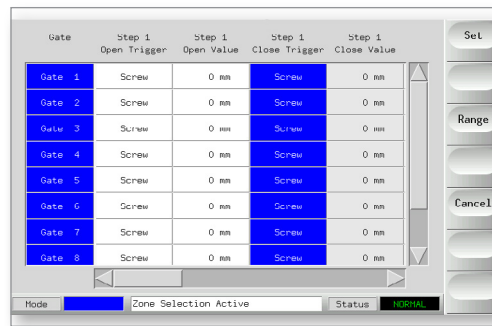 Gate Step 1 Step 1 Step 1 Step 1
Open Trigger Open Value Close Trigger Close Value
Gate 1 Screw 0 mm Screw 0 mm
Gate 2 Screw 0 mm Screw 0 mm
Gate 3 Screw 0 mm Screw 0 mm
Gate 4 Screw 0 mm Screw 0 mm
Gate 5 Screw 0 mm Screw 0 mm
Gate 6 Screw 0 mm Screw 0 mm
Gate 7 Screw 0 mm Screw 0 mm
Gate 8 Screw 0 mm Screw 0 mm
Mode Zone Selection Active Status NORMAL
Set
Range
Cancel